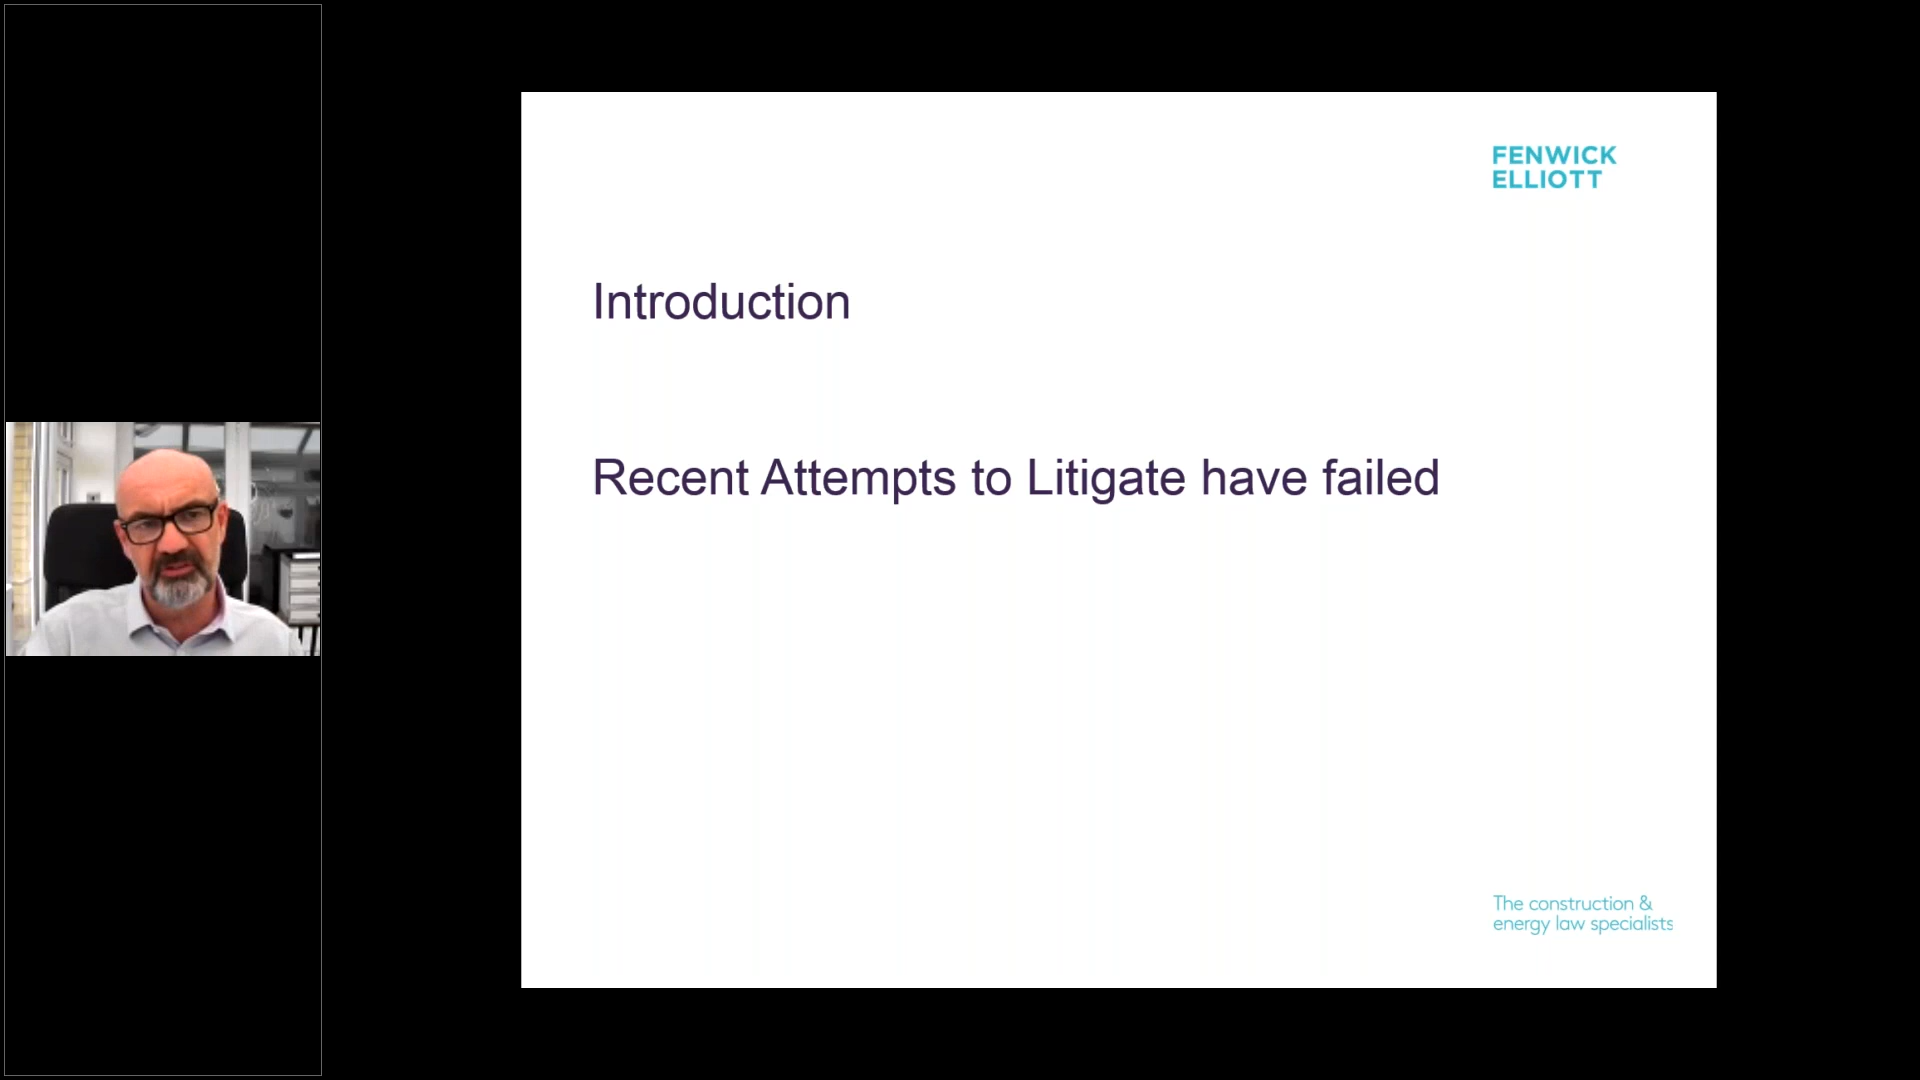 FENWICK
ELLIOTT
Introduction
Recent Attempts to Litigate have failed
The construction &
energy law specialists